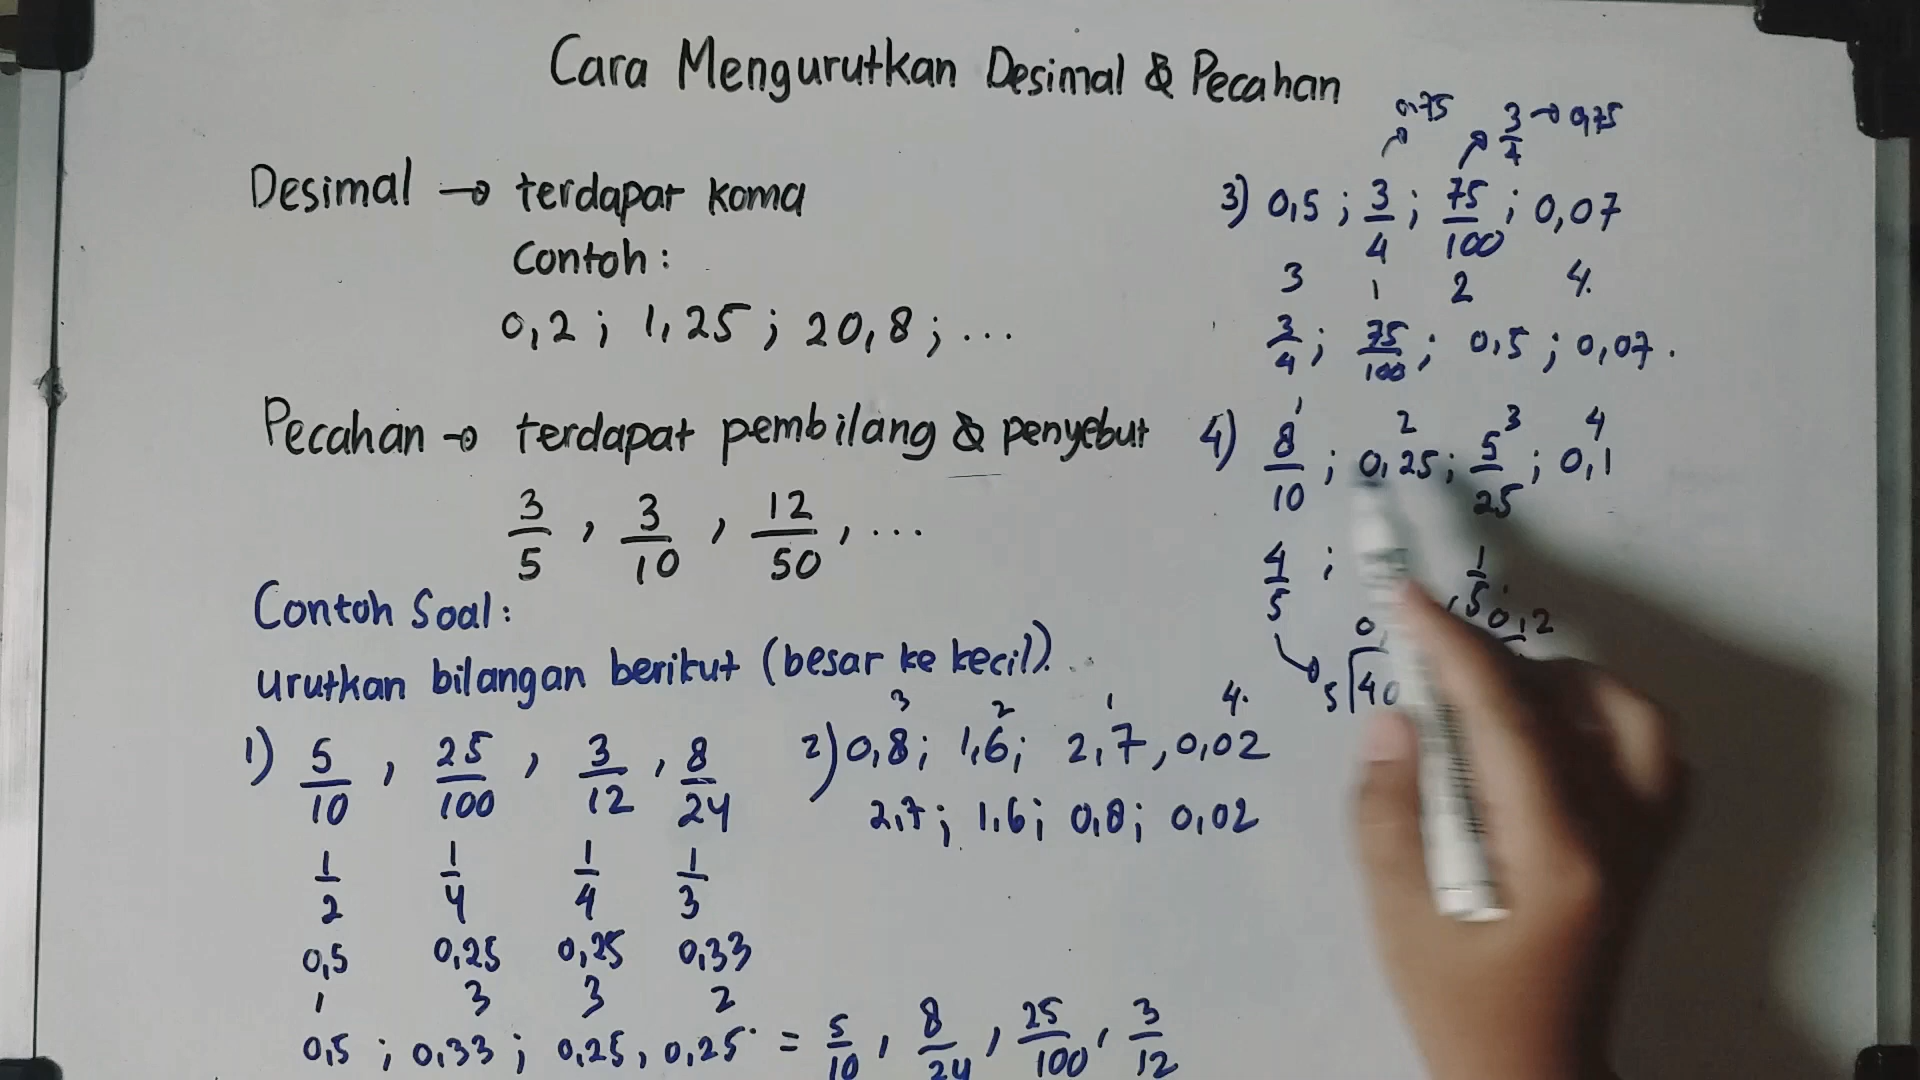 Cara Mengurutkan Desimal & Pecahan
Desimal → terdapat koma
Contoh:
0,2 ; 1,25 ; 20,8 ; ...
Pecahan → terdapat pembilang & penyebut
3/5 , 3/10 , 12/50 , ...
Contoh Soal:
urutkan bilangan berikut (besar ke kecil).
1) 5/10 , 25/100 , 3/12 , 8/24
1/2 1/4 1/4 1/3
0,5 0,25 0,25 0,33
1 3 3 2
0,5 ; 0,33 ; 0,25, 0,25 = 5/10 , 8/24 , 25/100 , 3/12
3 2 1 4.
2) 0,8; 1,6; 2,7, 0,02
2,7; 1,6; 0,8; 0,02
0,75 3/4 → 0,75
3) 0,5 ; 3/4 ; 75/100 ; 0,07
3 1 2 4.
3/4 ; 75/100 ; 0,5 ; 0,07.
1 2 3 4
4) 8/10 ; 0,25; 5/25 ; 0,1
4/5 ; 1/5
0,2
5 40